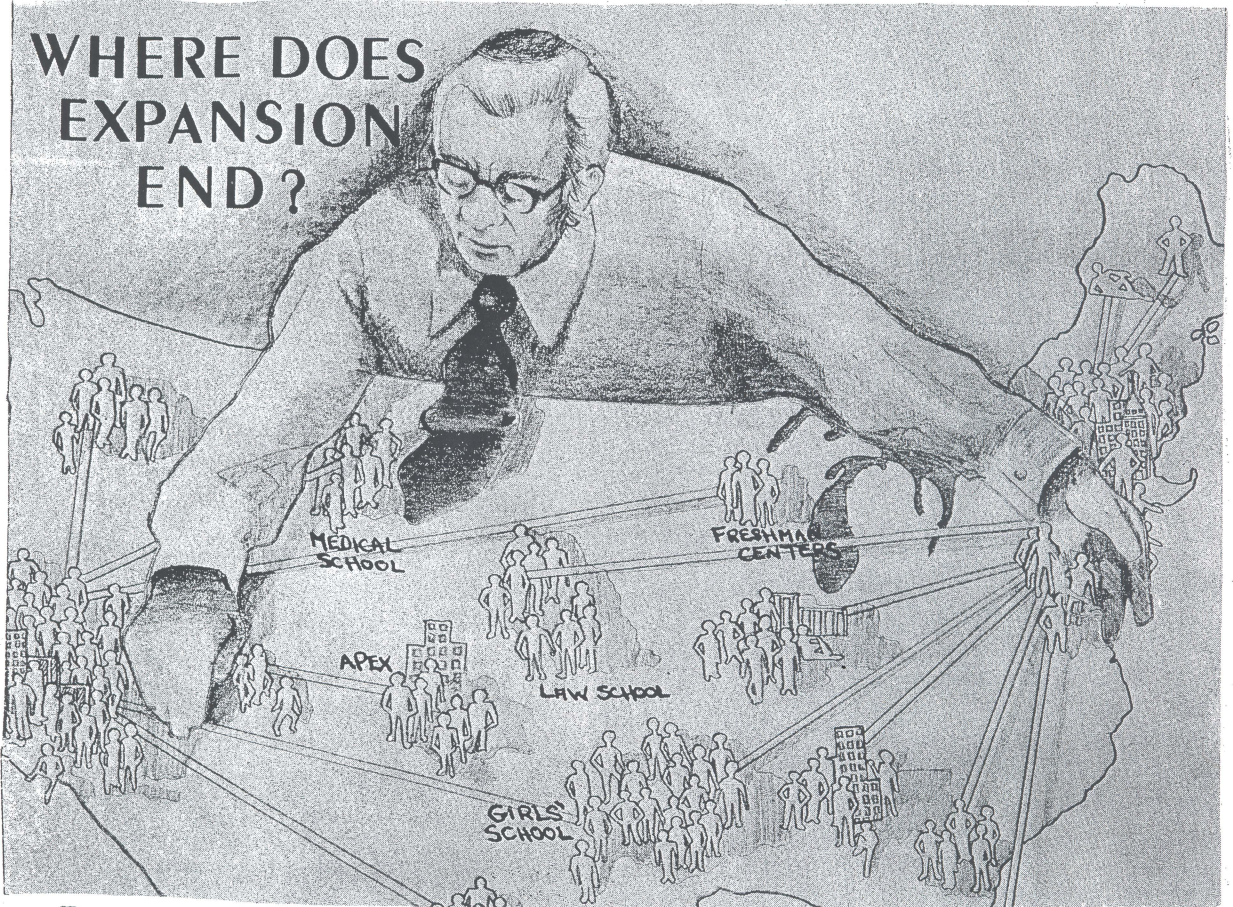 WHERE DOES
EXPANSION
END?
MEDICAL
SCHOOL
FRESHMAN
CENTERS
APEX
LAW SCHOOL
GIRLS'
SCHOOL